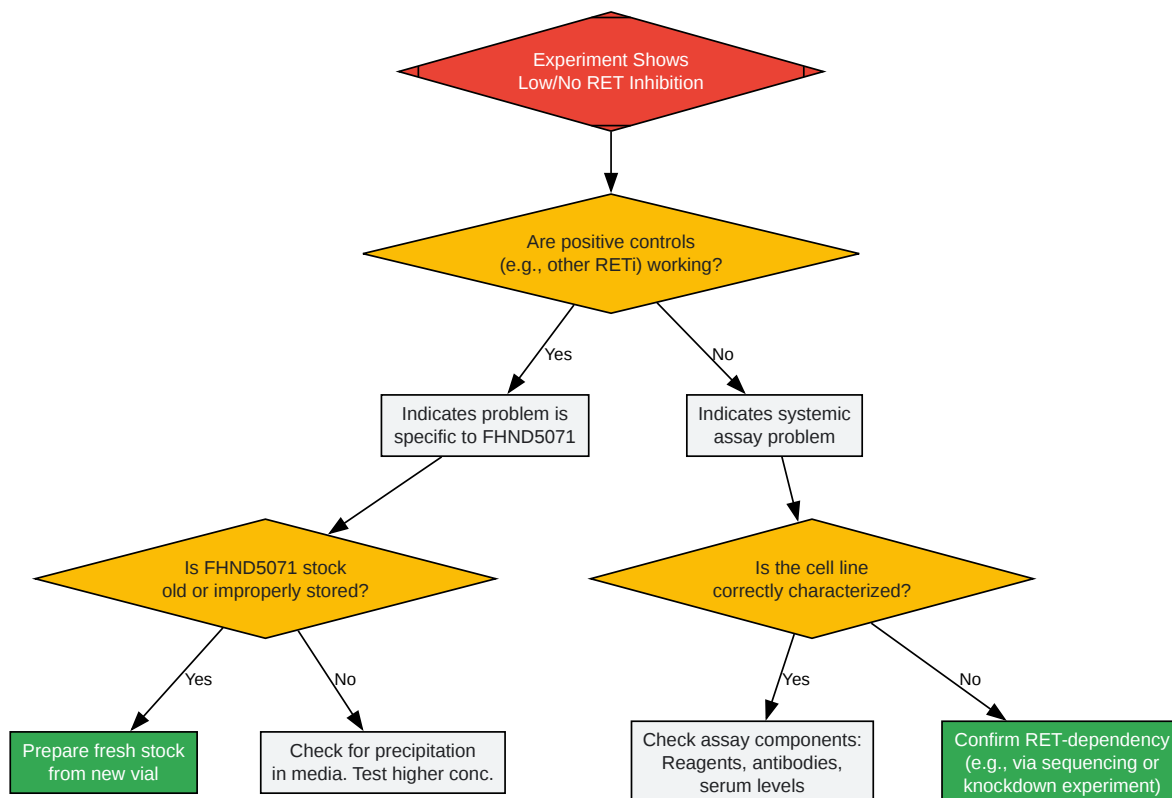 Experiment Shows
Low/No RET Inhibition
Are positive controls
(e.g., other RETi) working?
Yes
No
Indicates problem is
specific to FHND5071
Indicates systemic
assay problem
Is FHND5071 stock
old or improperly stored?
Is the cell line
correctly characterized?
Yes
No
Yes
No
Prepare fresh stock
from new vial
Check for precipitation
in media. Test higher conc.
Check assay components:
Reagents, antibodies,
serum levels
Confirm RET-dependency
(e.g., via sequencing or
knockdown experiment)